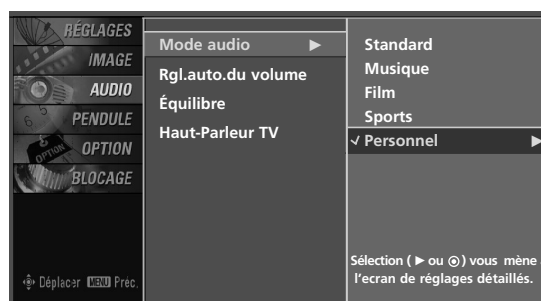 RÉGLAGES
IMAGE
AUDIO
PENDULE
OPTION
BLOCAGE
Déplacer MENU Préc.
Mode audio ►
Rgl.auto.du volume
Équilibre
Haut-Parleur TV
Standard
Musique
Film
Sports
✓ Personnel ►
Sélection ( ► ou ◉ ) vous mène
l'ecran de réglages détaillés.
OPTION